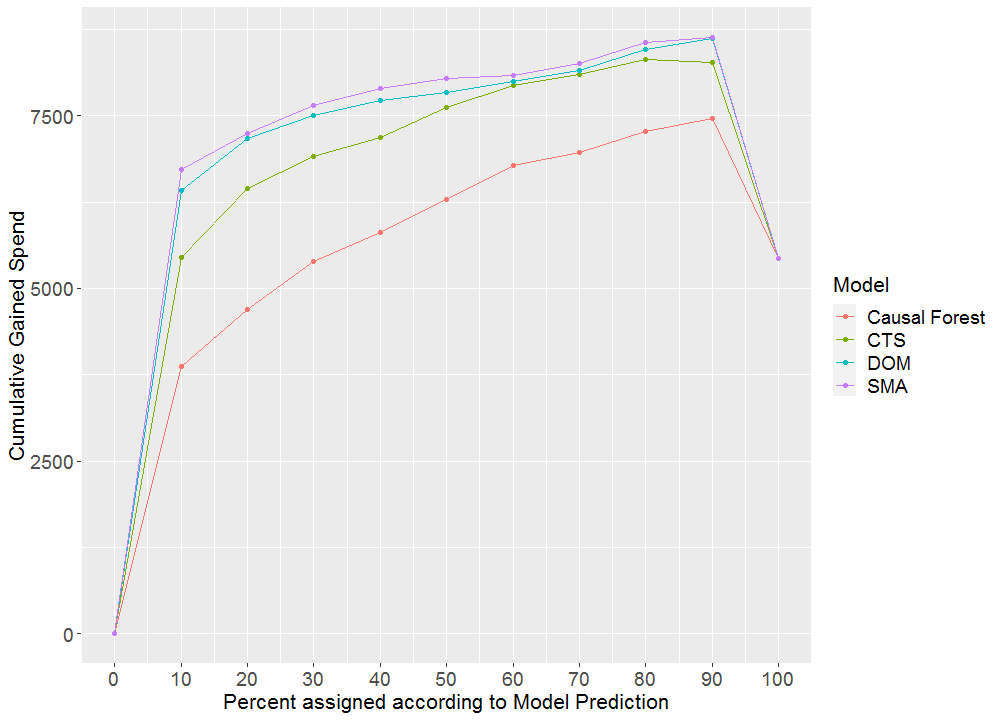 Cumulative Gained Spend
7500
5000
2500
0
0 10 20 30 40 50 60 70 80 90 100
Percent assigned according to Model Prediction
Model
Causal Forest
CTS
DOM
SMA